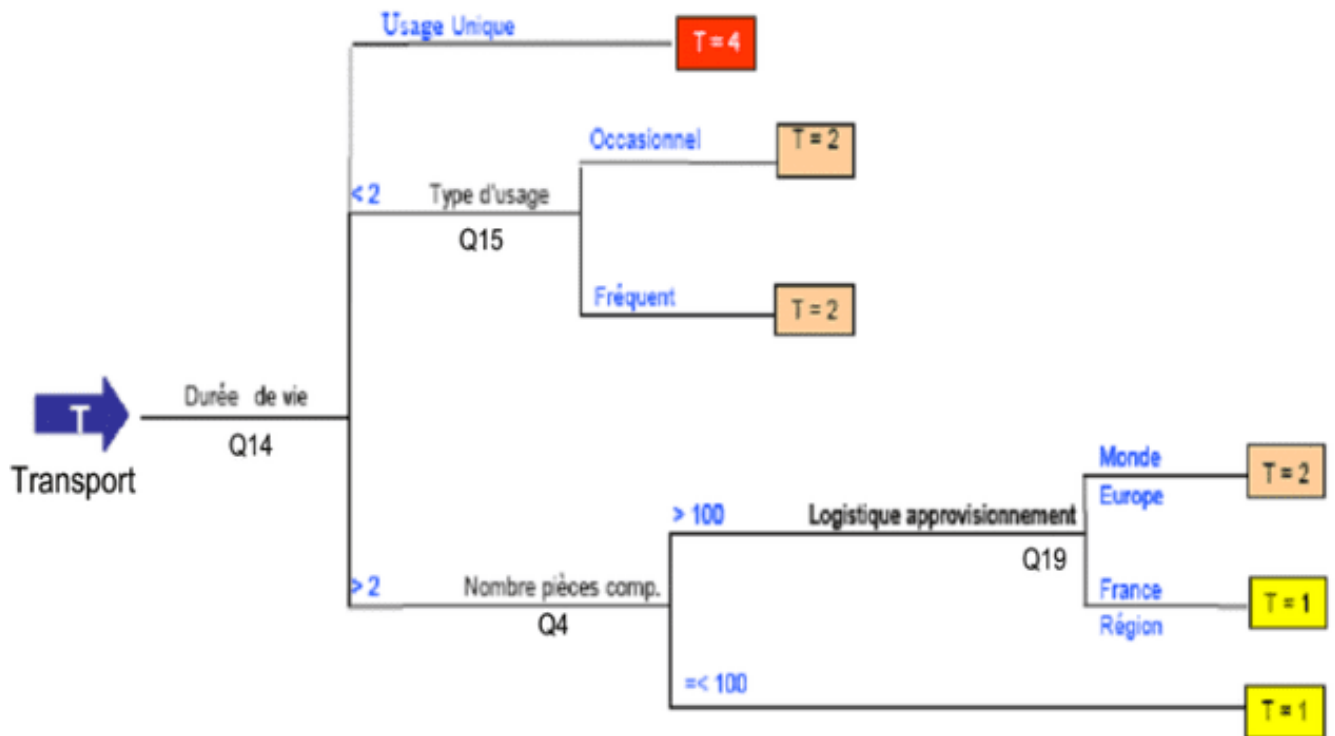 Usage Unique
T = 4
Occasionnel
T = 2
< 2
Type d'usage
Q15
Fréquent
T = 2
Durée de vie
Q14
T
Transport
Monde
T = 2
Europe
> 100
Logistique approvisionnement
Q19
> 2
Nombre pièces comp.
Q4
France
T = 1
Région
=< 100
T = 1